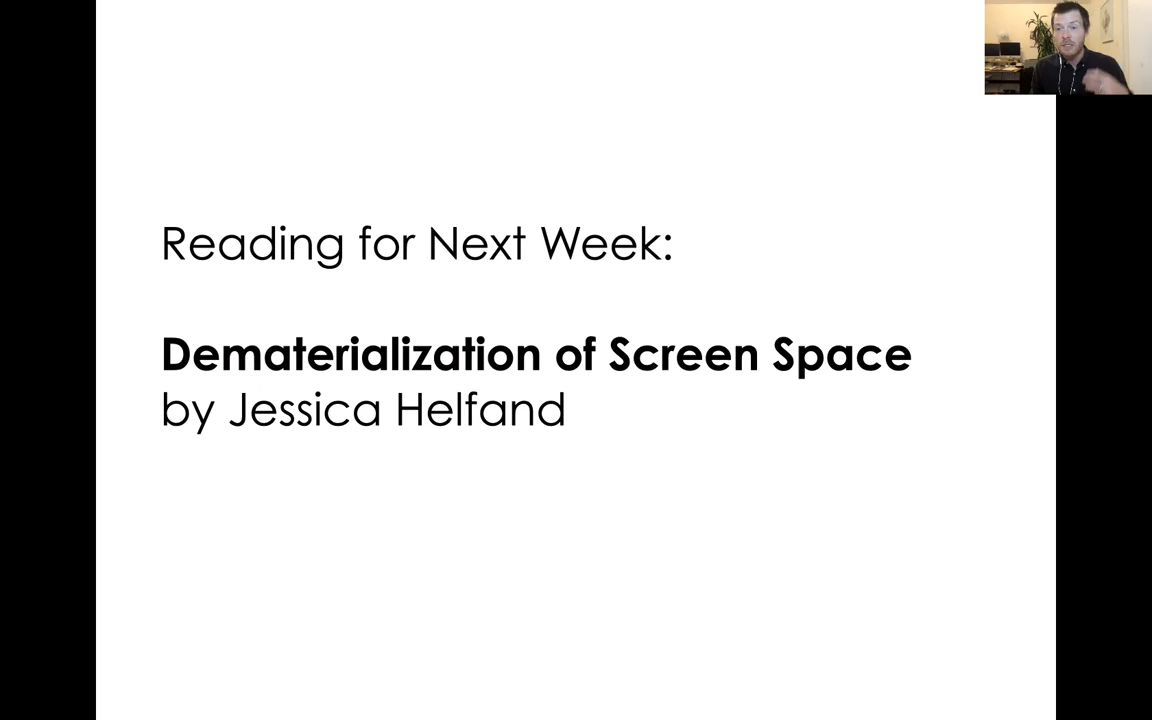 Reading for Next Week:
Dematerialization of Screen Space
by Jessica Helfand